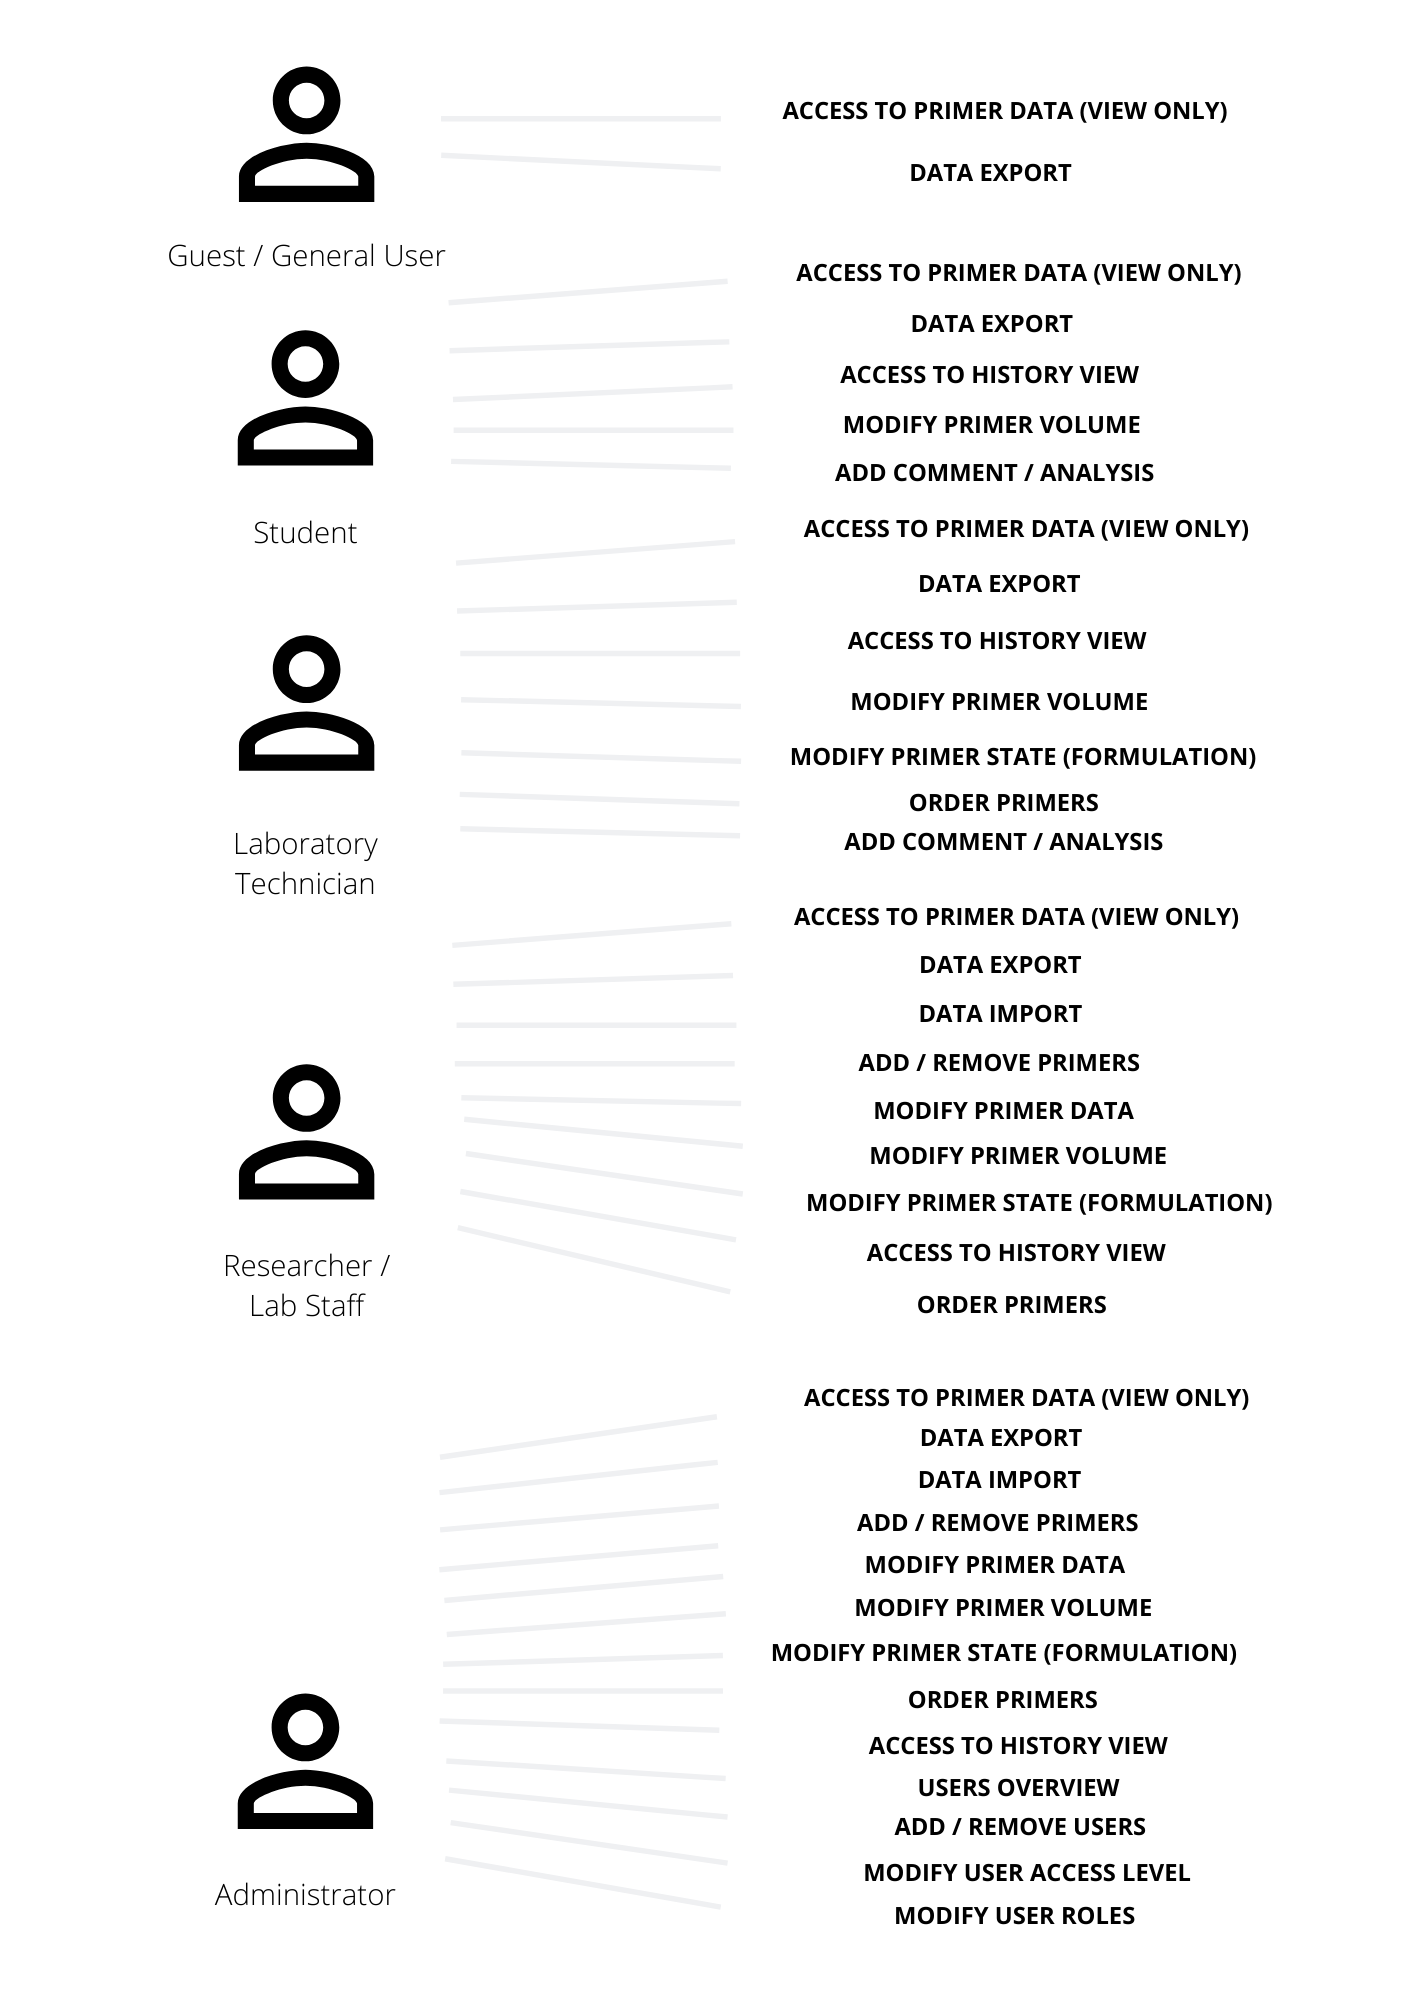 ACCESS TO PRIMER DATA (VIEW ONLY)
DATA EXPORT
Guest / General User
ACCESS TO PRIMER DATA (VIEW ONLY)
DATA EXPORT
ACCESS TO HISTORY VIEW
MODIFY PRIMER VOLUME
ADD COMMENT / ANALYSIS
Student
ACCESS TO PRIMER DATA (VIEW ONLY)
DATA EXPORT
ACCESS TO HISTORY VIEW
MODIFY PRIMER VOLUME
MODIFY PRIMER STATE (FORMULATION)
ORDER PRIMERS
ADD COMMENT / ANALYSIS
Laboratory
Technician
ACCESS TO PRIMER DATA (VIEW ONLY)
DATA EXPORT
DATA IMPORT
ADD / REMOVE PRIMERS
MODIFY PRIMER DATA
MODIFY PRIMER VOLUME
MODIFY PRIMER STATE (FORMULATION)
ACCESS TO HISTORY VIEW
ORDER PRIMERS
Researcher /
Lab Staff
ACCESS TO PRIMER DATA (VIEW ONLY)
DATA EXPORT
DATA IMPORT
ADD / REMOVE PRIMERS
MODIFY PRIMER DATA
MODIFY PRIMER VOLUME
MODIFY PRIMER STATE (FORMULATION)
ORDER PRIMERS
ACCESS TO HISTORY VIEW
USERS OVERVIEW
ADD / REMOVE USERS
MODIFY USER ACCESS LEVEL
MODIFY USER ROLES
Administrator